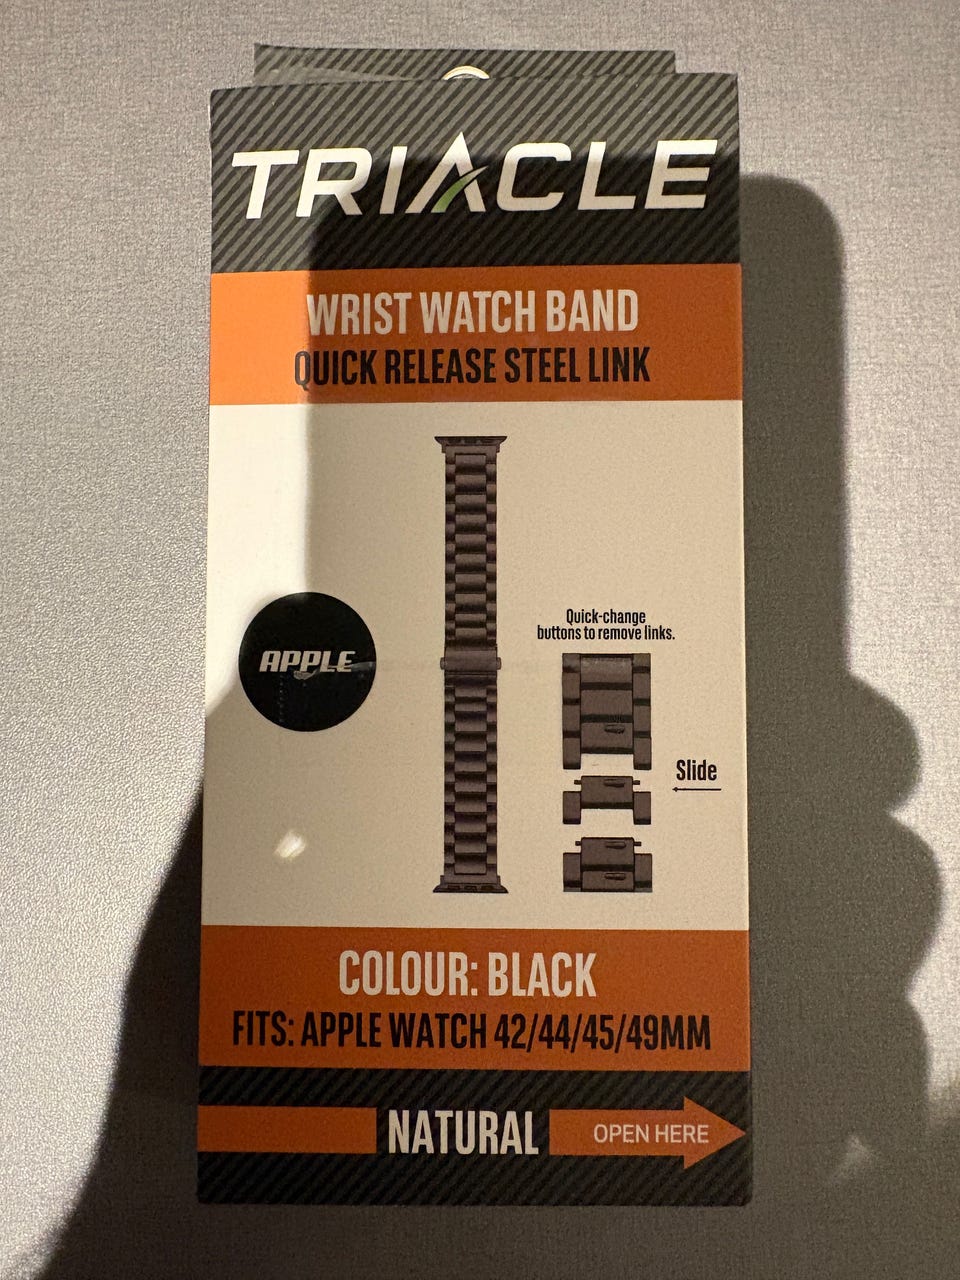 TRIACLE
WRIST WATCH BAND
QUICK RELEASE STEEL LINK
Quick-change
buttons to remove links.
APPLE
Slide
COLOUR: BLACK
FITS: APPLE WATCH 42/44/45/49MM
NATURAL
OPEN HERE